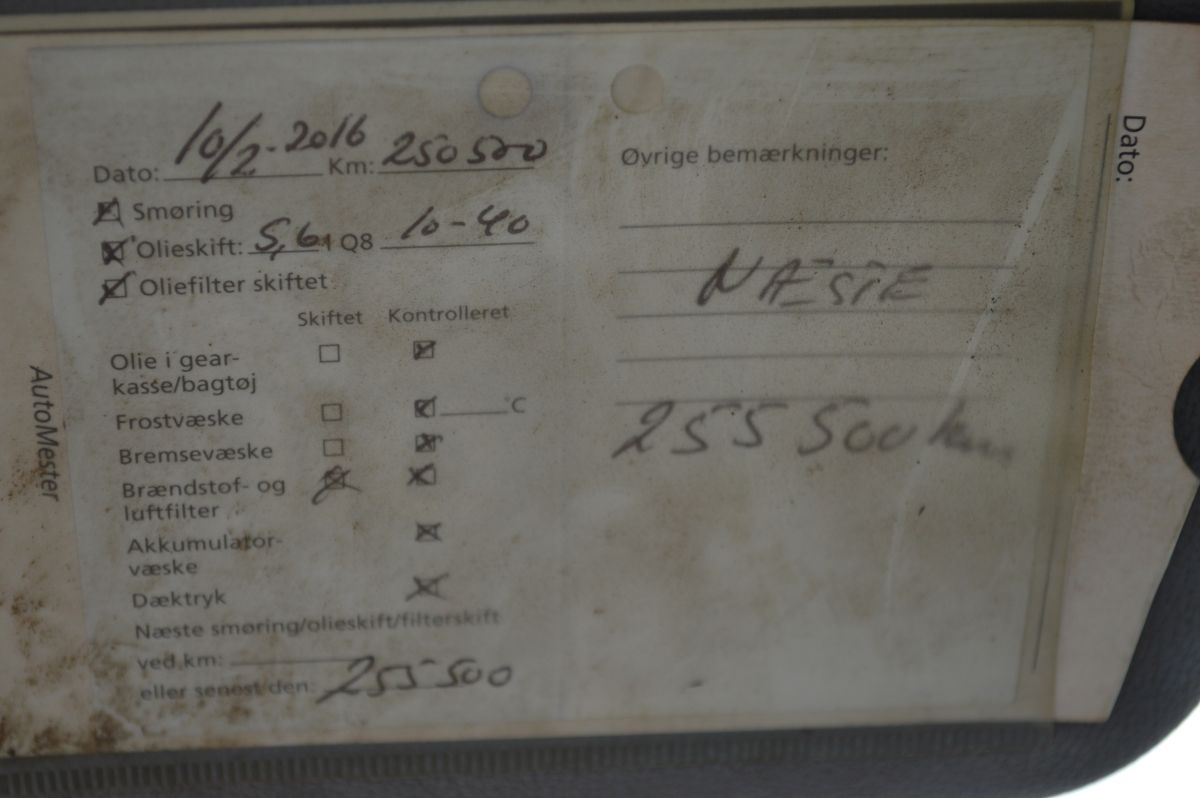 Dato: 10/2-2016 Km: 250500
Smøring
Olieskift: 5,6 l Q8 10-40
Oliefilter skiftet
Skiftet Kontrolleret
Olie i gear-
kasse/bagtøj
Frostvæske °C
Bremsevæske
Brændstof- og
luftfilter
Akkumulator-
væske
Dæktryk
Næste smøring/olieskift/filterskift
ved km:
eller senest den: 255500
Øvrige bemærkninger:
NÆSTE
255 500 km
AutoMester
Dato: